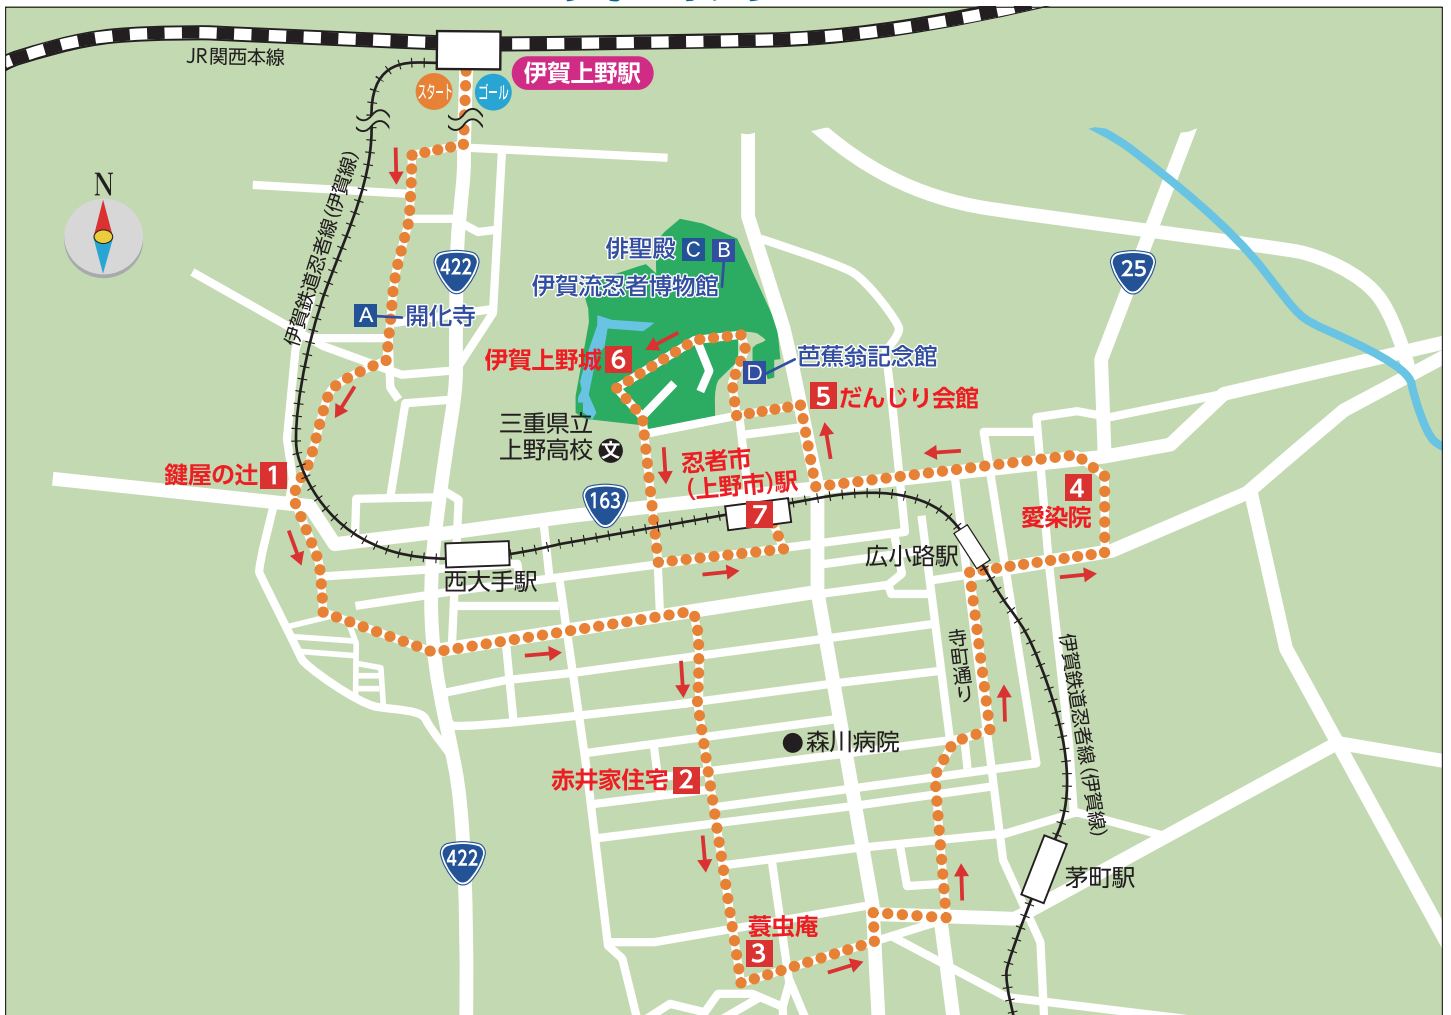 JR関西本線
伊賀上野駅
スタート
ゴール
N
伊賀鉄道忍者線(伊賀線)
422
25
俳聖殿 C B
伊賀流忍者博物館
A 開化寺
伊賀上野城 6
D 芭蕉翁記念館
5 だんじり会館
三重県立
上野高校 文
鍵屋の辻 1
忍者市
(上野市)駅
7
163
4
愛染院
広小路駅
西大手駅
寺町通り
伊賀鉄道忍者線(伊賀線)
森川病院
赤井家住宅 2
422
茅町駅
蓑虫庵
3